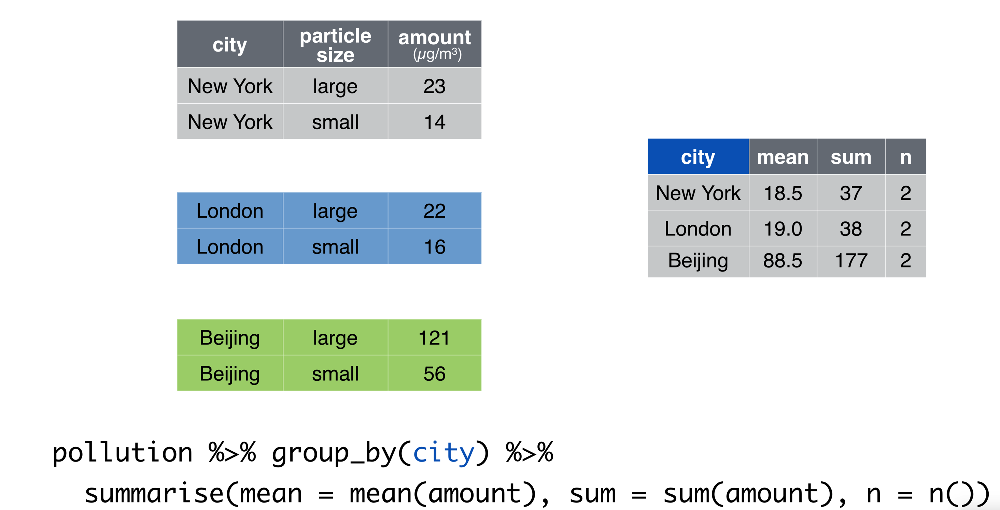 city particle size amount (µg/m³)
New York large 23
New York small 14
London large 22
London small 16
Beijing large 121
Beijing small 56
city mean sum n
New York 18.5 37 2
London 19.0 38 2
Beijing 88.5 177 2
pollution %>% group_by(city) %>%
summarise(mean = mean(amount), sum = sum(amount), n = n())